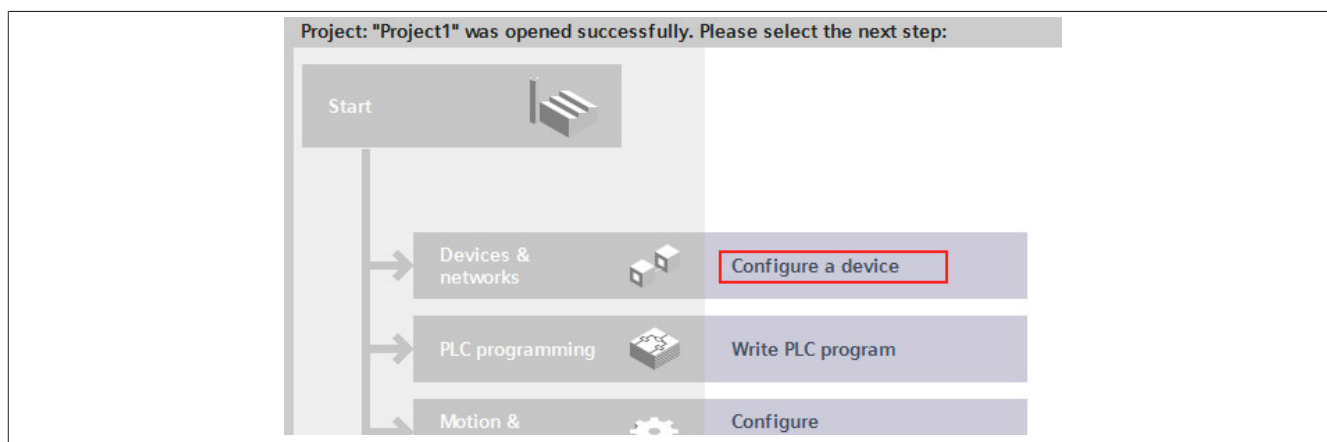 Project: "Project1" was opened successfully. Please select the next step:
Start
Devices &
networks
Configure a device
PLC programming
Write PLC program
Motion &
Configure